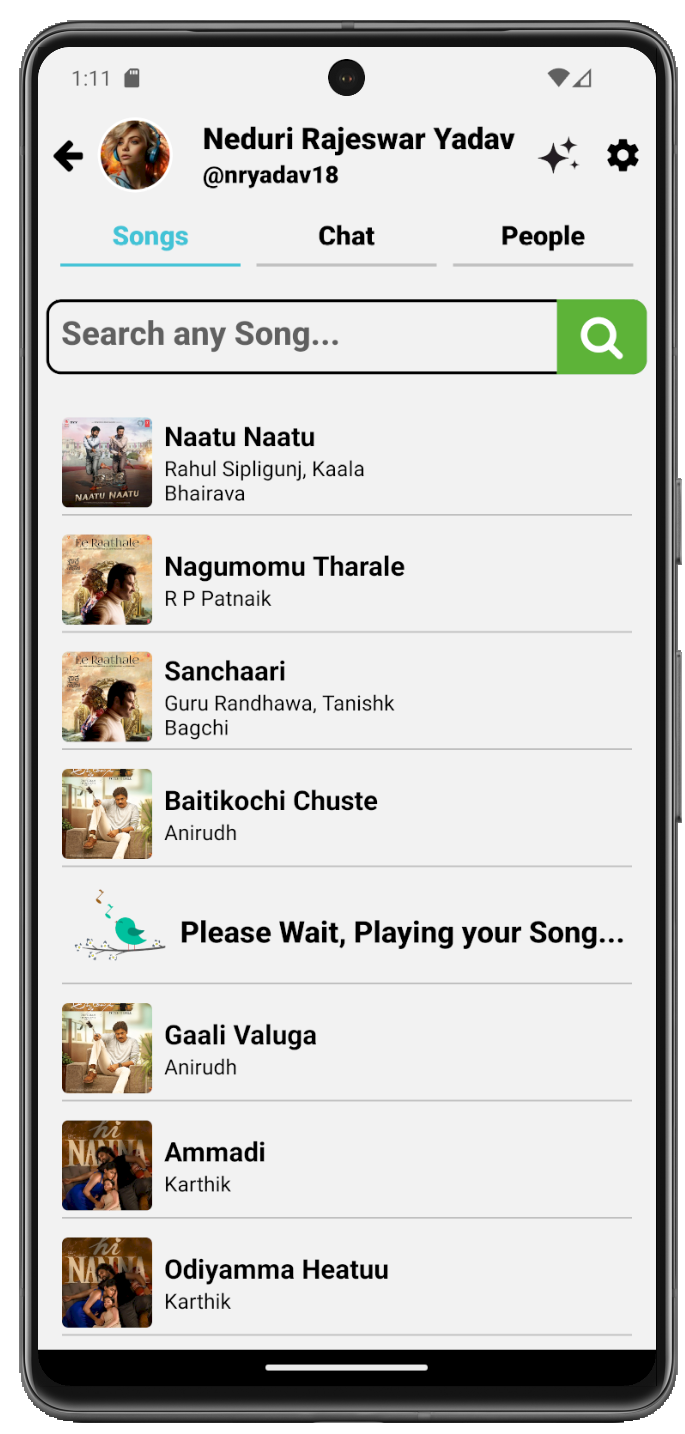 1:11
Neduri Rajeswar Yadav
@nryadav18
Songs
Chat
People
Search any Song...
NAATU NAATU
Naatu Naatu
Rahul Sipligunj, Kaala
Bhairava
Ee Raathale
Nagumomu Tharale
R P Patnaik
Ee Raathale
Sanchaari
Guru Randhawa, Tanishk
Bagchi
Baitikochi Chuste
Anirudh
Please Wait, Playing your Song...
Gaali Valuga
Anirudh
hi
NANNA
Ammadi
Karthik
hi
NANNA
Odiyamma Heatuu
Karthik